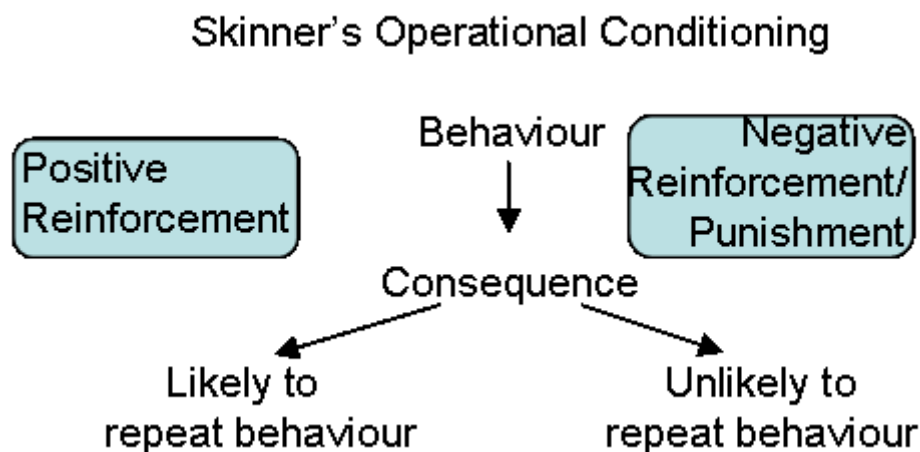 Skinner's Operational Conditioning
Positive
Reinforcement
Behaviour
Negative
Reinforcement/
Punishment
Consequence
Likely to
repeat behaviour
Unlikely to
repeat behaviour